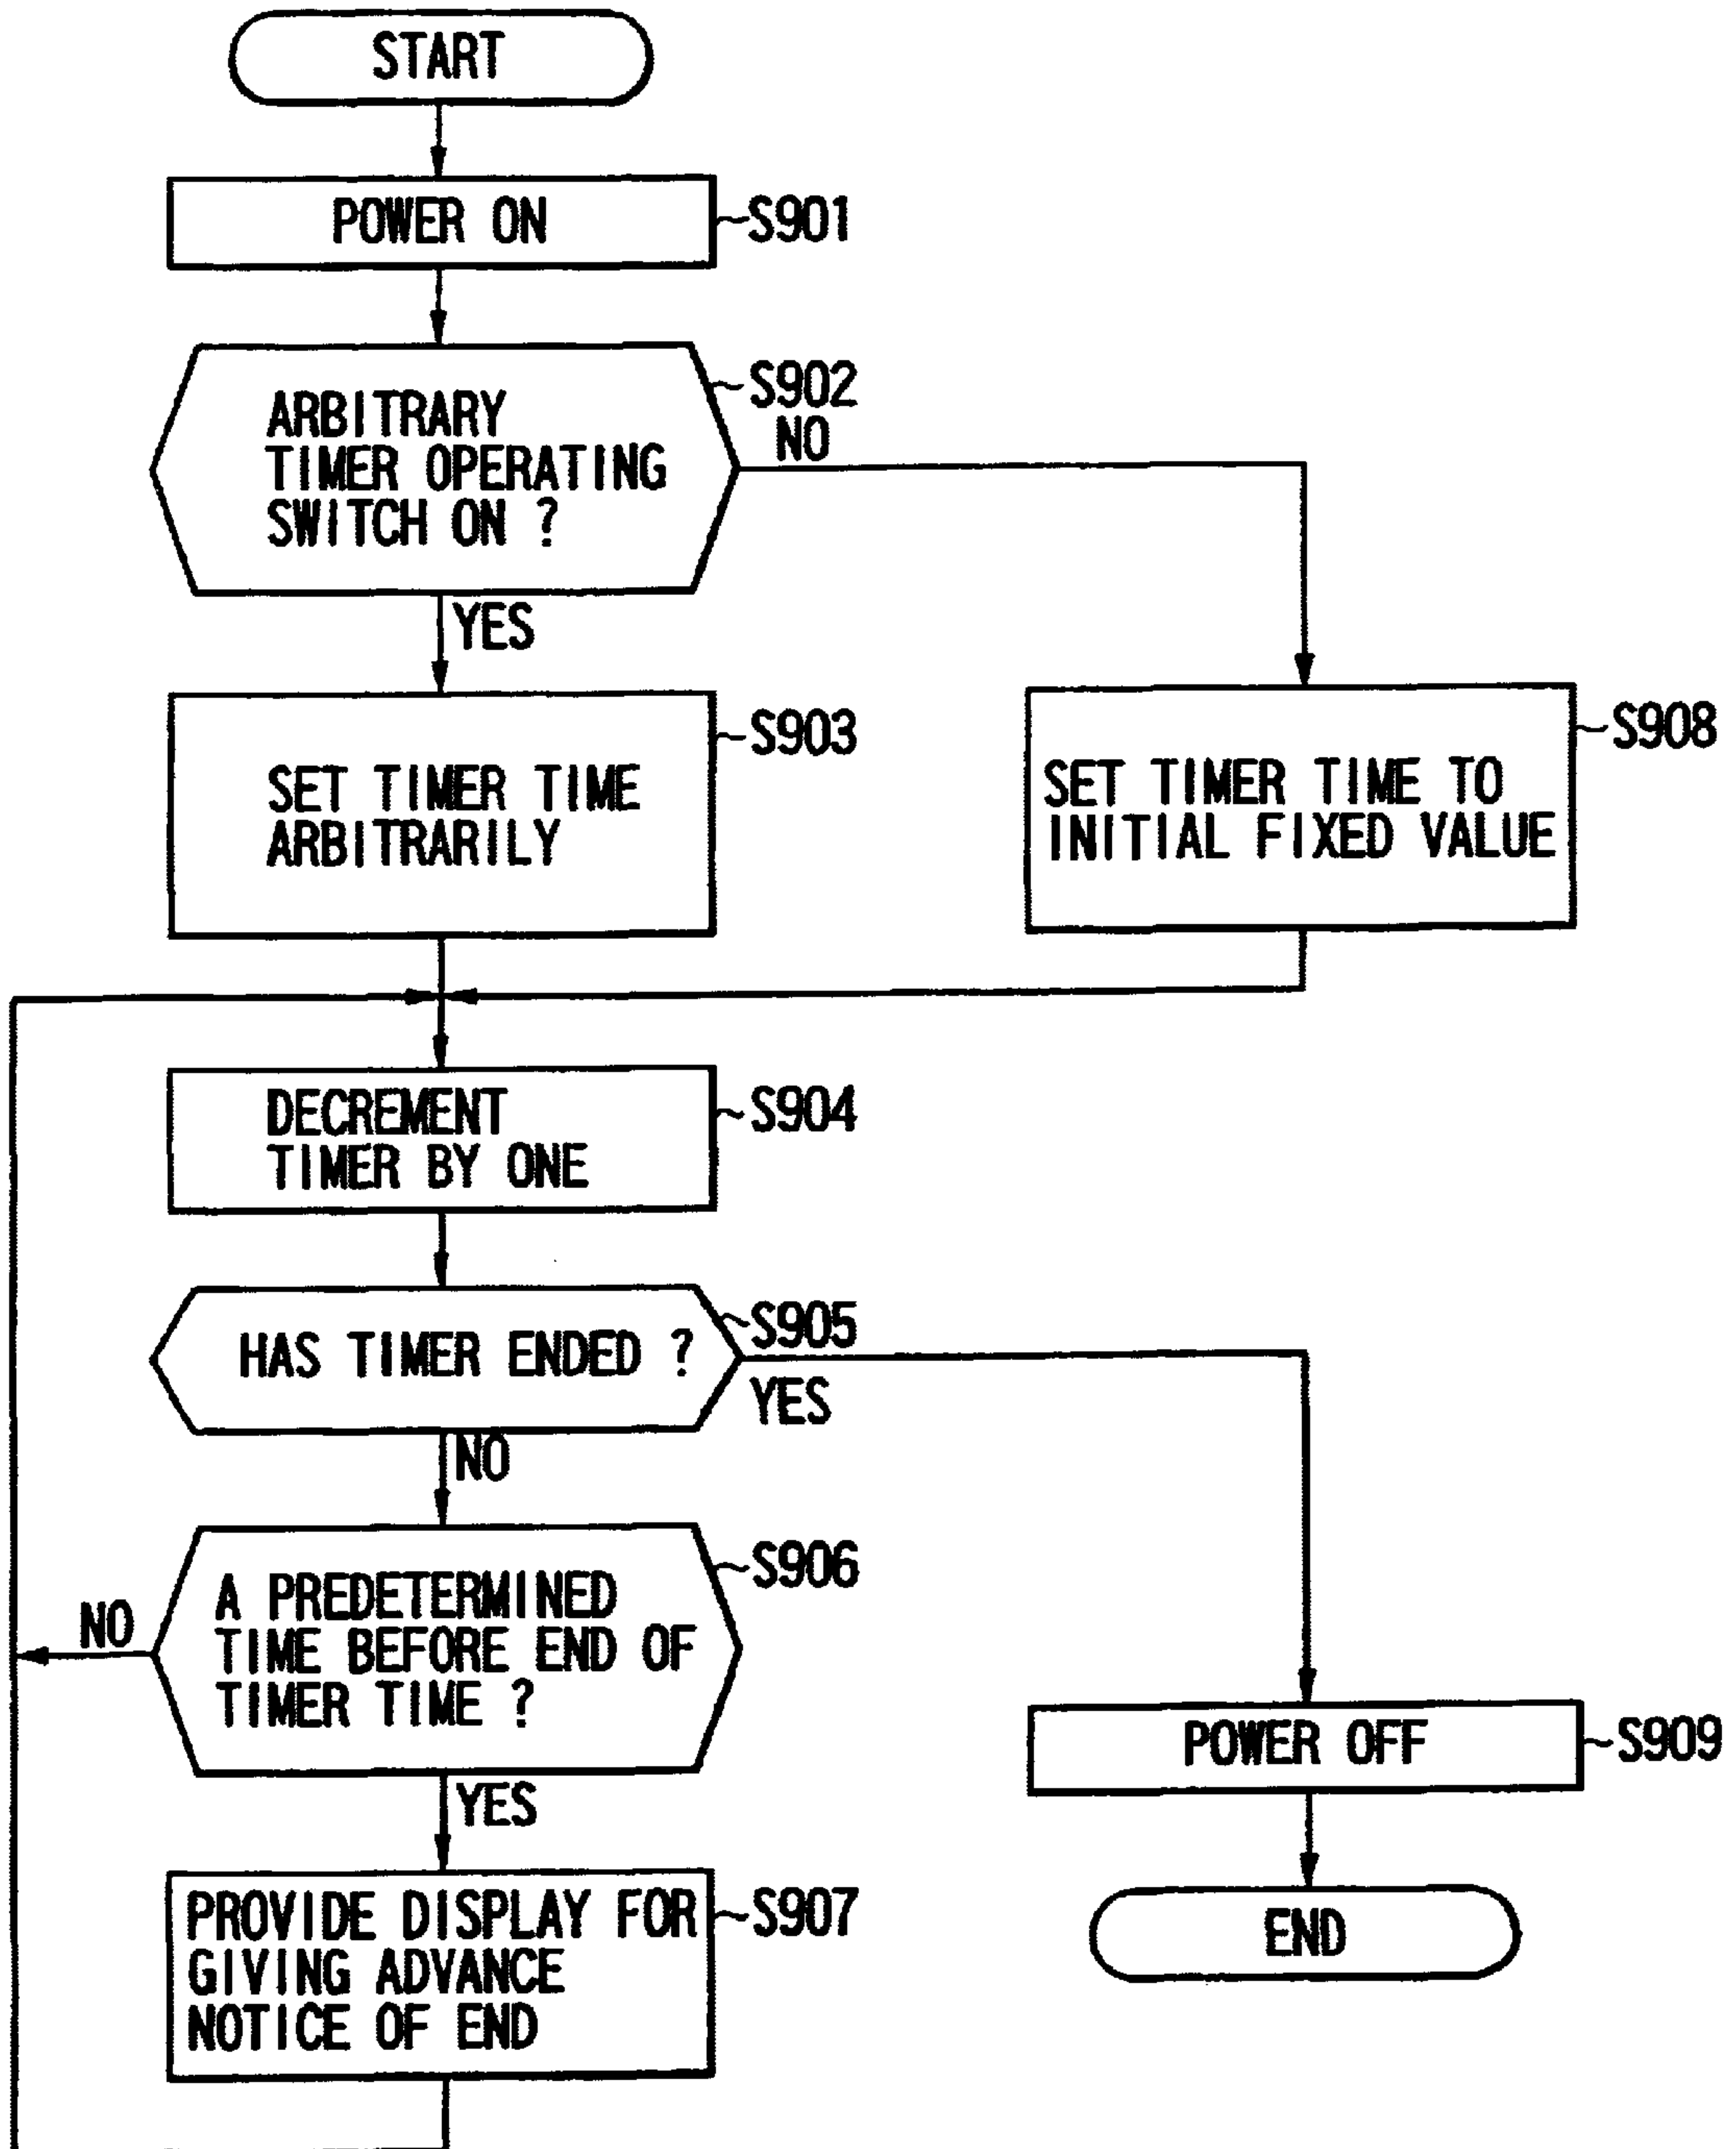 START
POWER ON
S901
S902
NO
ARBITRARY
TIMER OPERATING
SWITCH ON ?
YES
S903
SET TIMER TIME
ARBITRARILY
S908
SET TIMER TIME TO
INITIAL FIXED VALUE
S904
DECREMENT
TIMER BY ONE
S905
HAS TIMER ENDED ?
YES
NO
S906
A PREDETERMINED
TIME BEFORE END OF
TIMER TIME ?
NO
YES
POWER OFF
S909
S907
PROVIDE DISPLAY FOR
GIVING ADVANCE
NOTICE OF END
END